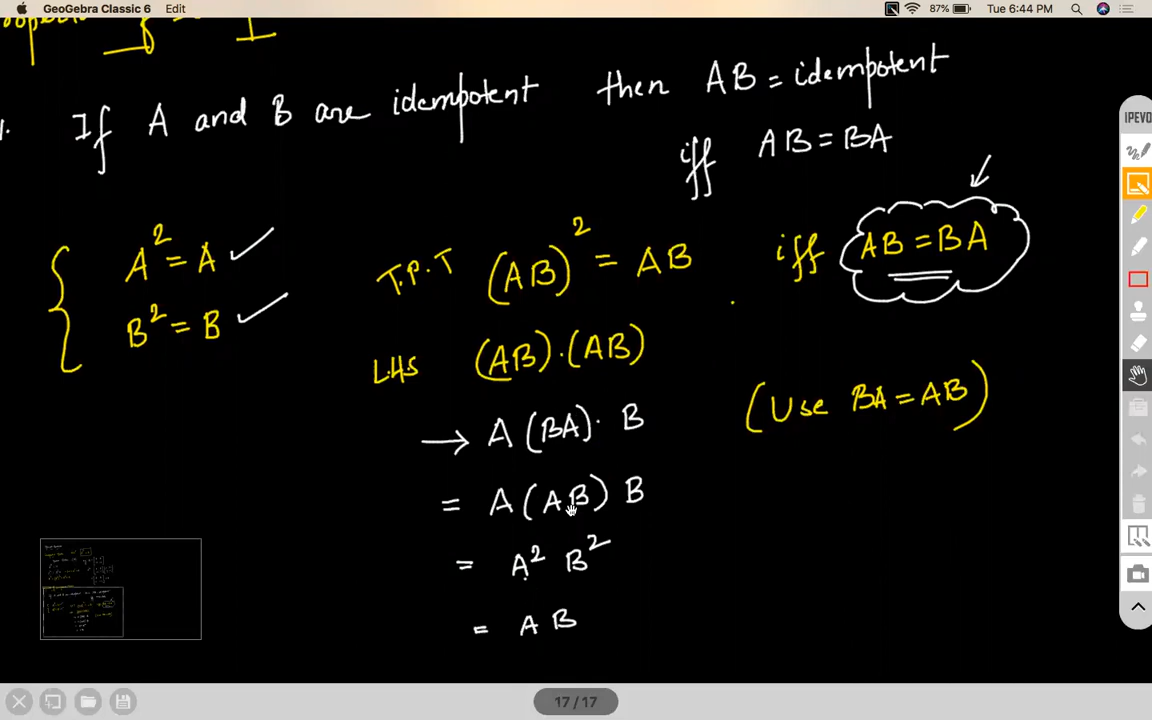 GeoGebra Classic 6 Edit 87% Tue 6:44 PM
1. If A and B are idempotent then AB = idempotent
iff AB = BA
A² = A
B² = B
T.P.T (AB)² = AB iff AB = BA
L.H.S (AB).(AB)
(Use BA = AB)
→ A(BA). B
= A(AB) B
= A² B²
= A B
IPEVO
17 / 17